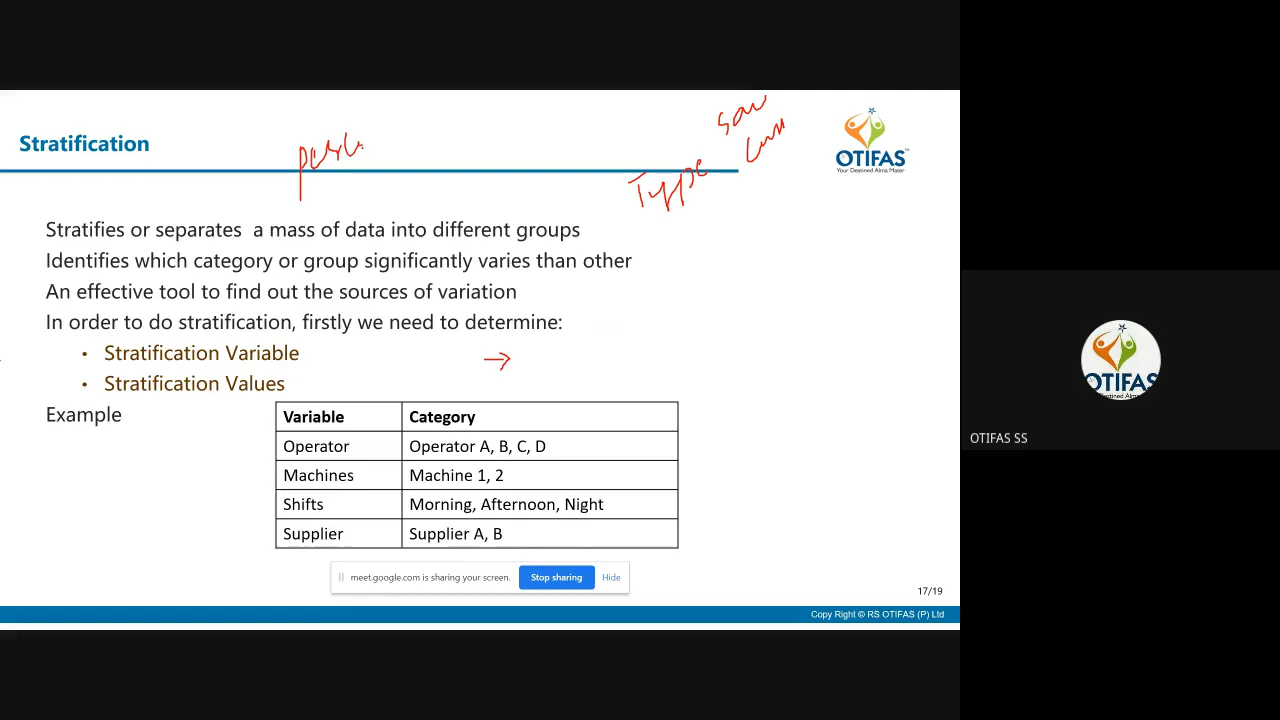 Stratification
OTIFAS
Your Destined Alma Mater
Type
Stratifies or separates a mass of data into different groups
Identifies which category or group significantly varies than other
An effective tool to find out the sources of variation
In order to do stratification, firstly we need to determine:
• Stratification Variable
• Stratification Values
Example
Variable Category
Operator Operator A, B, C, D
Machines Machine 1, 2
Shifts Morning, Afternoon, Night
Supplier Supplier A, B
meet.google.com is sharing your screen. Stop sharing Hide
17/19
Copy Right © RS OTIFAS (P) Ltd
OTIFAS
OTIFAS SS